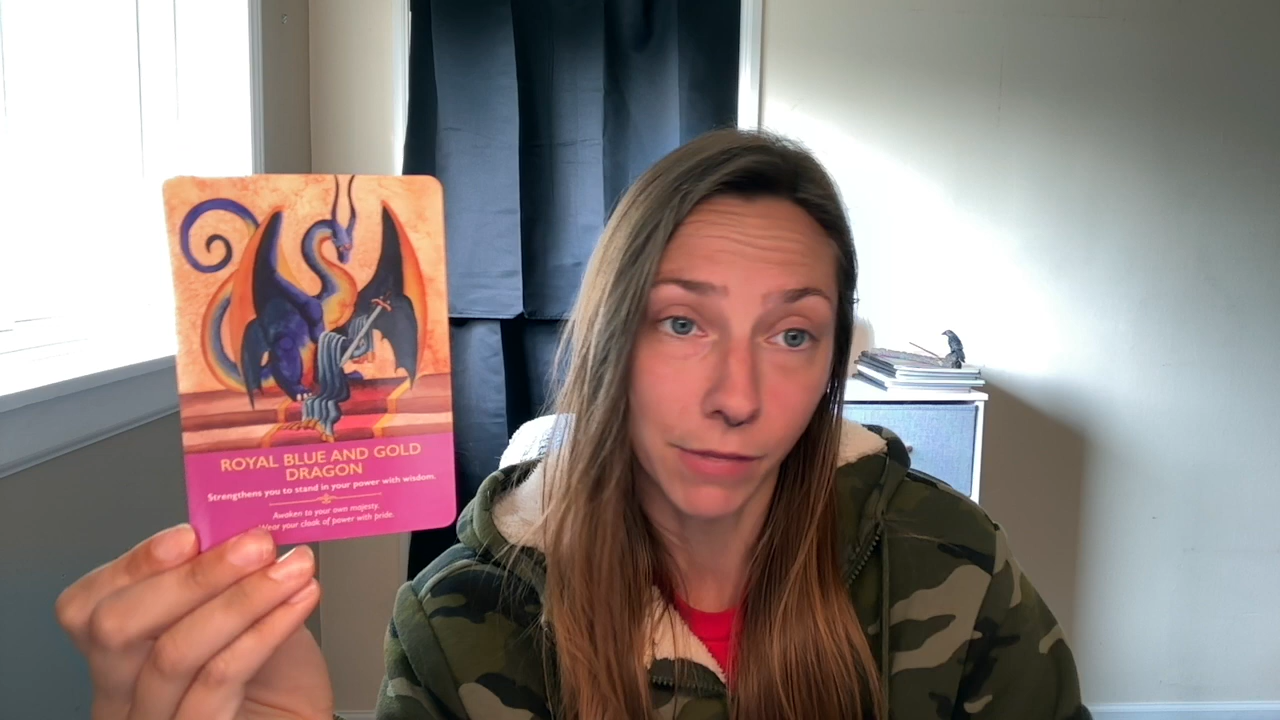 ROYAL BLUE AND GOLD
DRAGON
Strengthens you to stand in your power with wisdom.
Awaken to your own majesty.
Wear your cloak of power with pride.